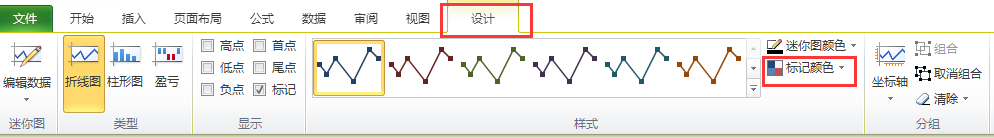 文件 开始 插入 页面布局 公式 数据 审阅 视图 设计
编辑数据
折线图 柱形图 盈亏
高点 首点
低点 尾点
负点 标记
迷你图颜色
标记颜色
坐标轴
组合
取消组合
清除
迷你图 类型 显示 样式 分组